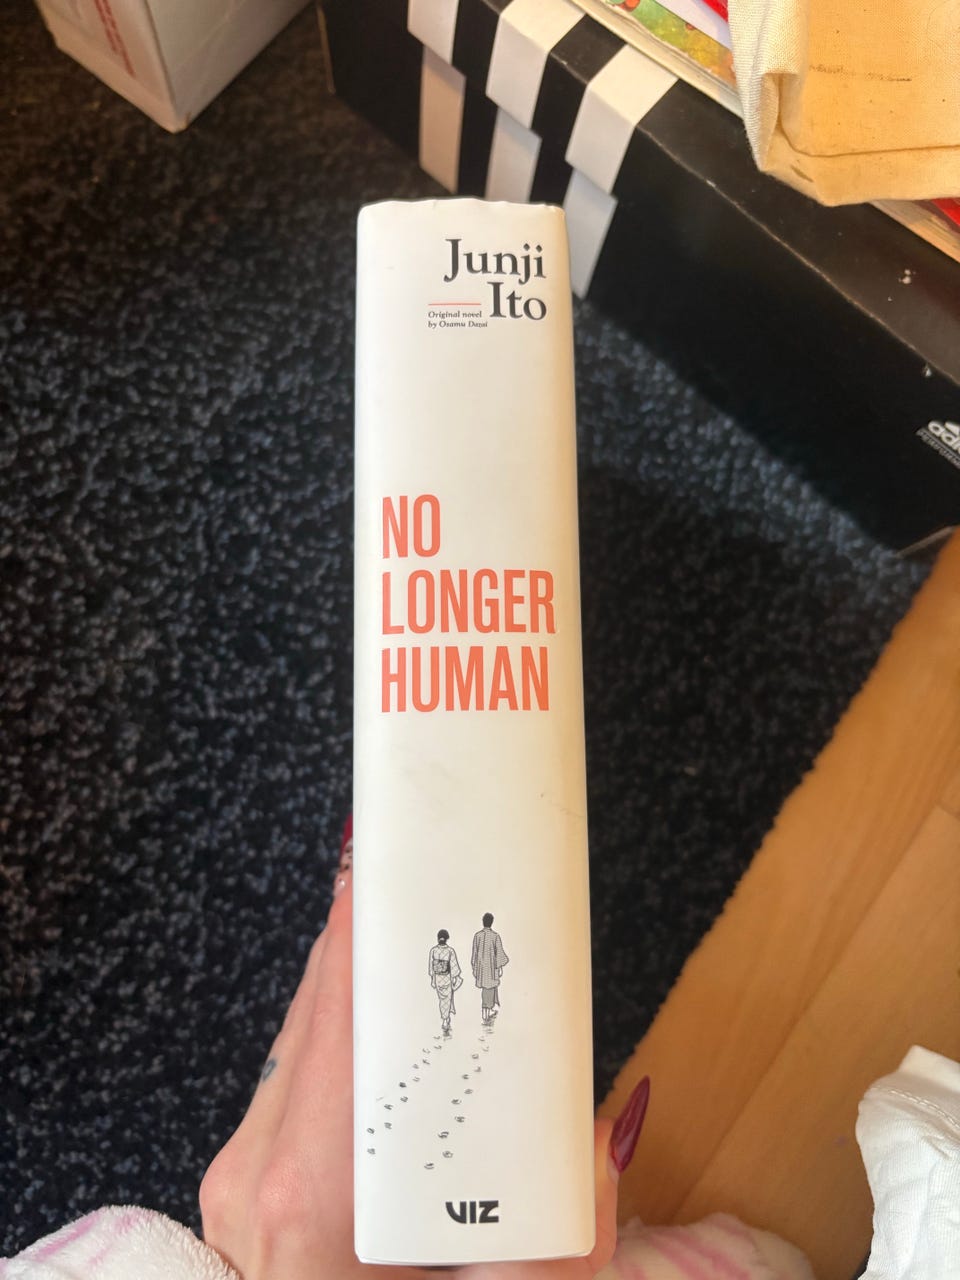 Junji
Ito
Original novel
by Osamu Dazai
NO
LONGER
HUMAN
VIZ